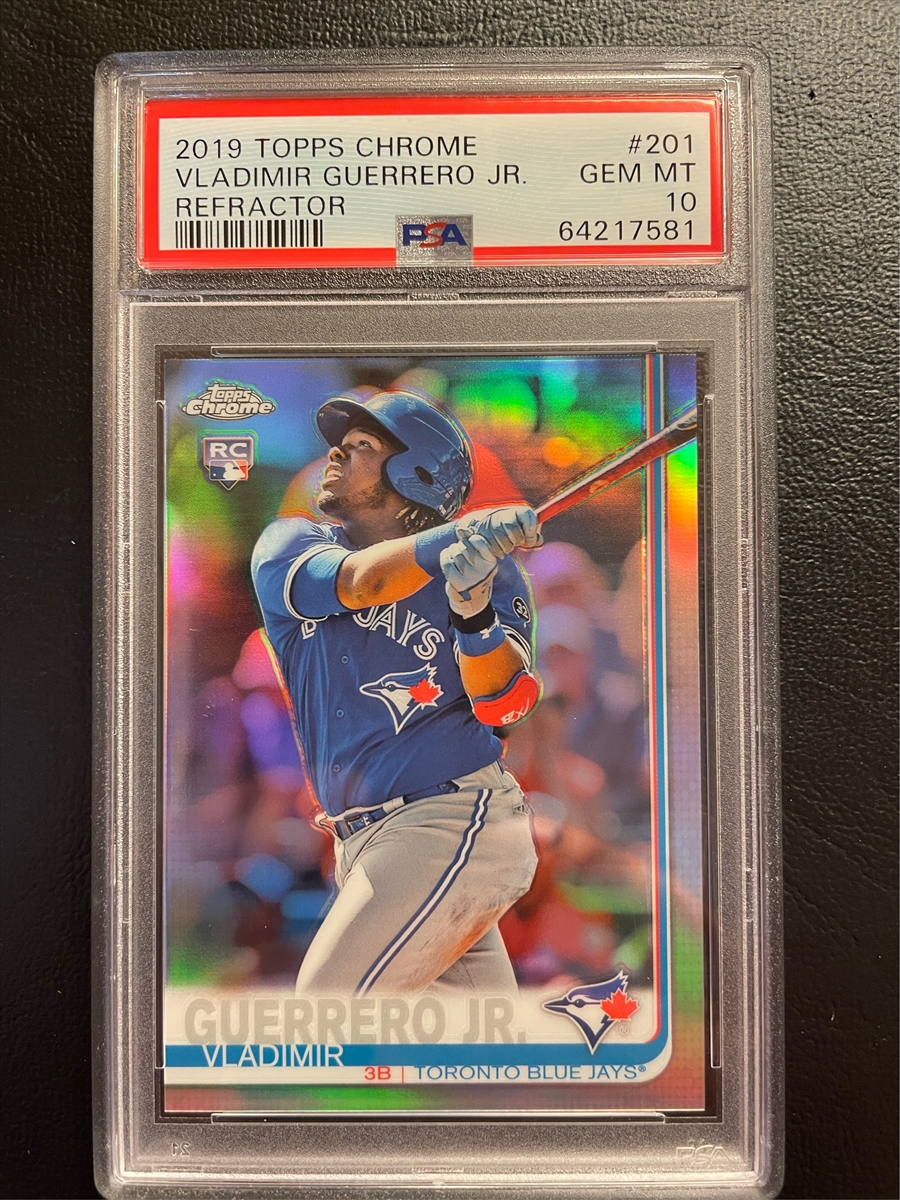 2019 TOPPS CHROME #201
VLADIMIR GUERRERO JR. GEM MT
REFRACTOR 10
PSA 64217581
topps
Chrome
RC
32
JAYS
GUERRERO JR.
VLADIMIR
3B | TORONTO BLUE JAYS®
PSA